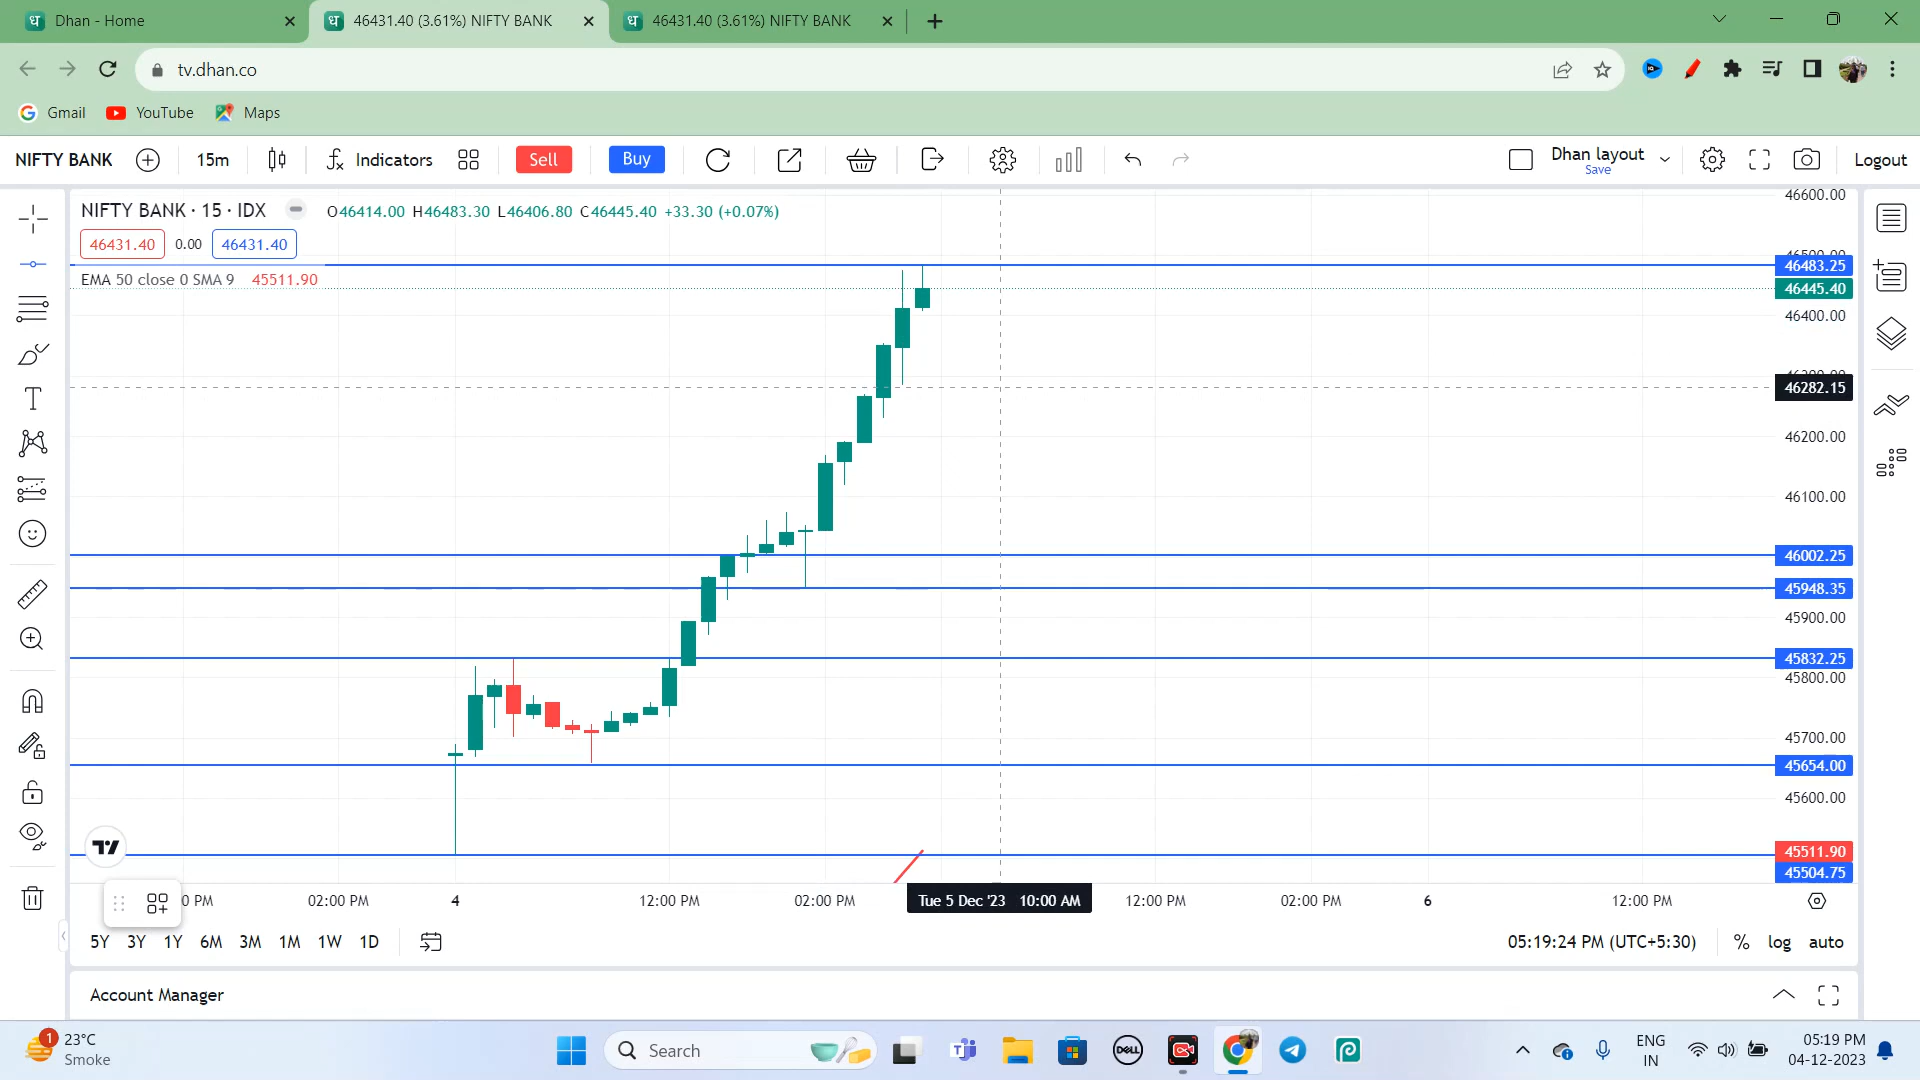 Dhan - Home
46431.40 (3.61%) NIFTY BANK
46431.40 (3.61%) NIFTY BANK
tv.dhan.co
Gmail
YouTube
Maps
NIFTY BANK
15m
Indicators
Sell
Buy
Dhan layout
Save
Logout
NIFTY BANK · 15 · IDX
O46414.00 H46483.30 L46406.80 C46445.40 +33.30 (+0.07%)
46431.40
0.00
46431.40
EMA 50 close 0 SMA 9 45511.90
46600.00
46483.25
46445.40
46400.00
46282.15
46200.00
46100.00
46002.25
45948.35
45900.00
45832.25
45800.00
45700.00
45654.00
45600.00
45511.90
45504.75
0 PM
02:00 PM
4
12:00 PM
02:00 PM
Tue 5 Dec '23 10:00 AM
12:00 PM
02:00 PM
6
12:00 PM
5Y 3Y 1Y 6M 3M 1M 1W 1D
05:19:24 PM (UTC+5:30)
%
log
auto
Account Manager
1
23°C
Smoke
Search
DELL
ENG
IN
05:19 PM
04-12-2023